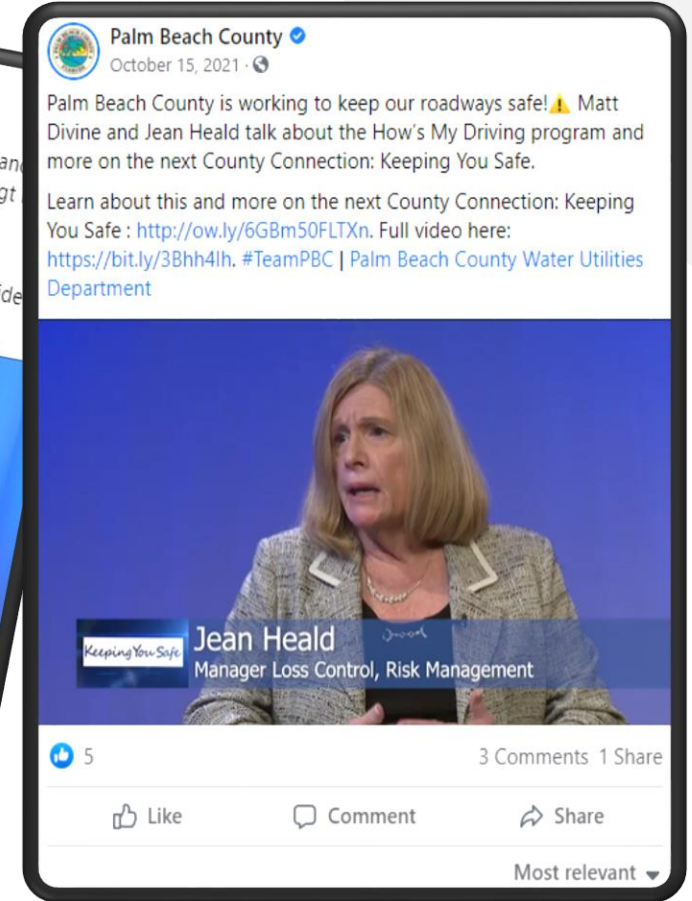 Palm Beach County
October 15, 2021 ·
Palm Beach County is working to keep our roadways safe!⚠️ Matt
Divine and Jean Heald talk about the How's My Driving program and
more on the next County Connection: Keeping You Safe.
Learn about this and more on the next County Connection: Keeping
You Safe : http://ow.ly/6GBm50FLTXn. Full video here:
https://bit.ly/3Bhh4lh. #TeamPBC | Palm Beach County Water Utilities
Department
Keeping You Safe
Jean Heald
Manager Loss Control, Risk Management
5
3 Comments 1 Share
Like
Comment
Share
Most relevant